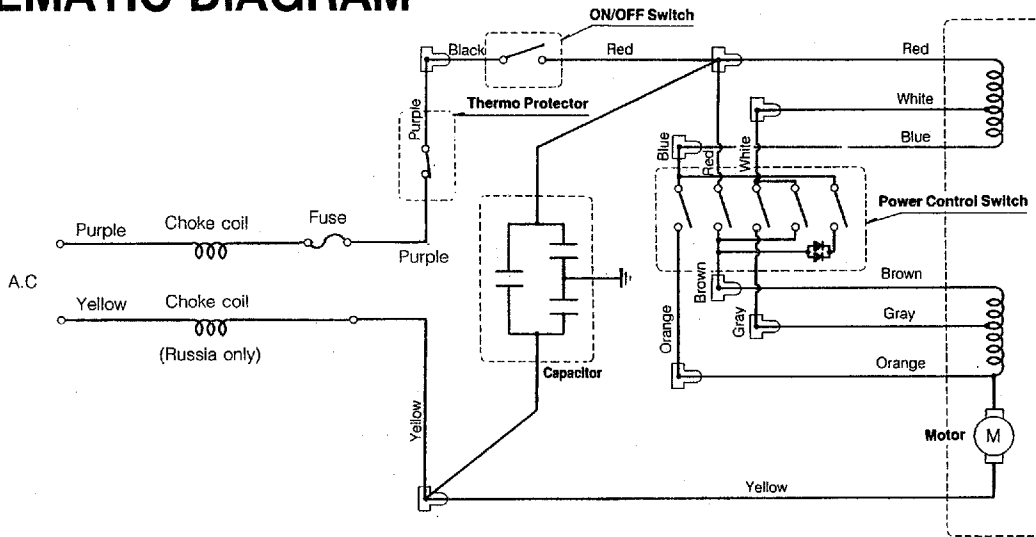 EMATIC DIAGRAM
ON/OFF Switch
Black
Red
Red
Thermo Protector
Purple
White
Blue
Blue
Red
White
Power Control Switch
Purple
Choke coil
Fuse
Purple
A.C
Yellow
Choke coil
(Russia only)
Capacitor
Brown
Brown
Gray
Gray
Orange
Orange
Yellow
Motor
M
Yellow